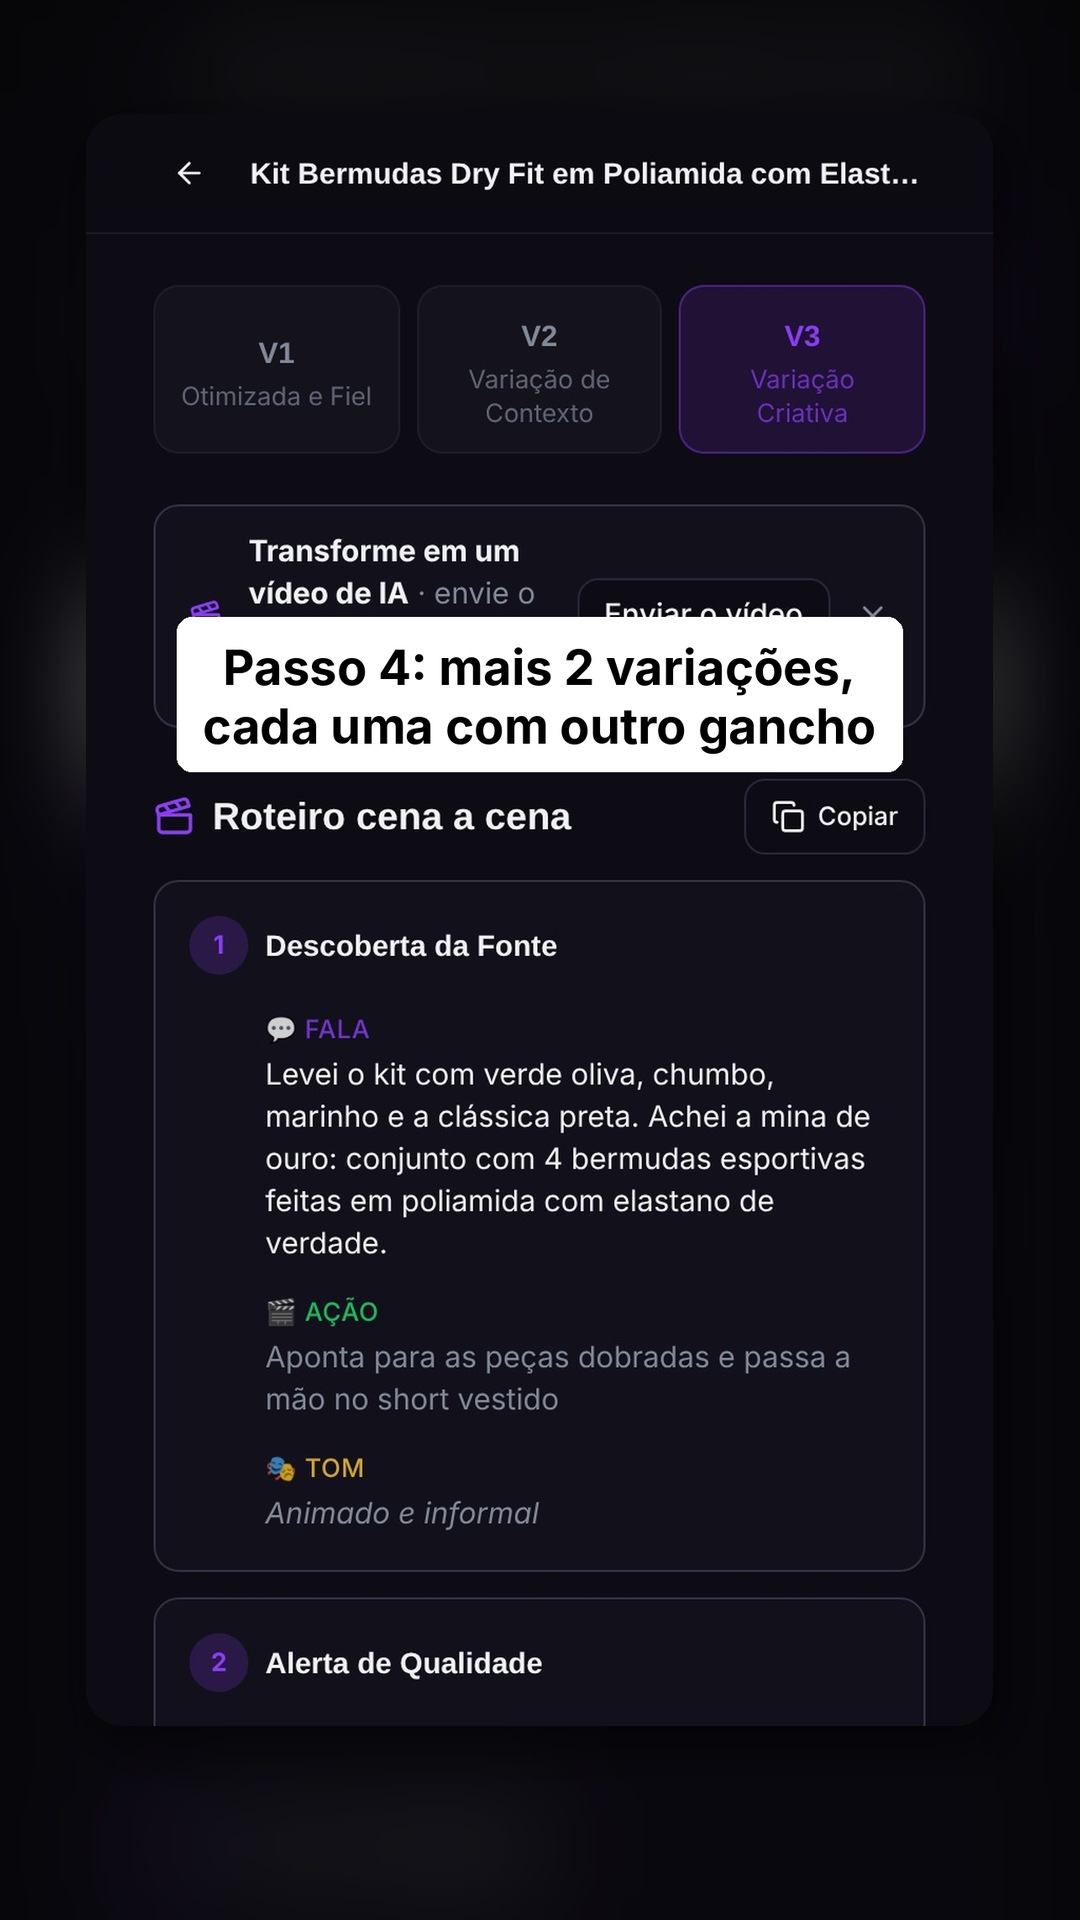 Kit Bermudas Dry Fit em Poliamida com Elast...
V1
Otimizada e Fiel
V2
Variação de
Contexto
V3
Variação
Criativa
Transforme em um
vídeo de IA · envie o
Enviar o vídeo
Passo 4: mais 2 variações,
cada uma com outro gancho
Roteiro cena a cena
Copiar
1
Descoberta da Fonte
💬 FALA
Levei o kit com verde oliva, chumbo,
marinho e a clássica preta. Achei a mina de
ouro: conjunto com 4 bermudas esportivas
feitas em poliamida com elastano de
verdade.
🎬 AÇÃO
Aponta para as peças dobradas e passa a
mão no short vestido
🎭 TOM
Animado e informal
2
Alerta de Qualidade